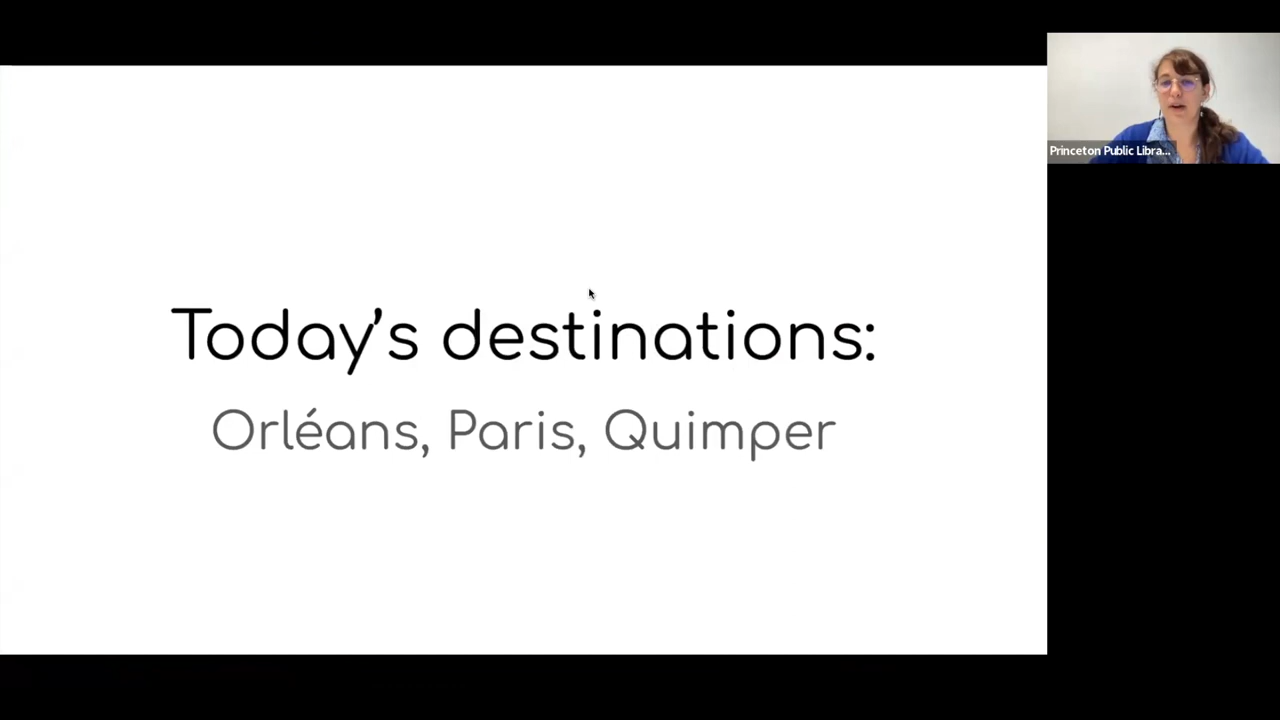 Today's destinations:
Orléans, Paris, Quimper
Princeton Public Libra...